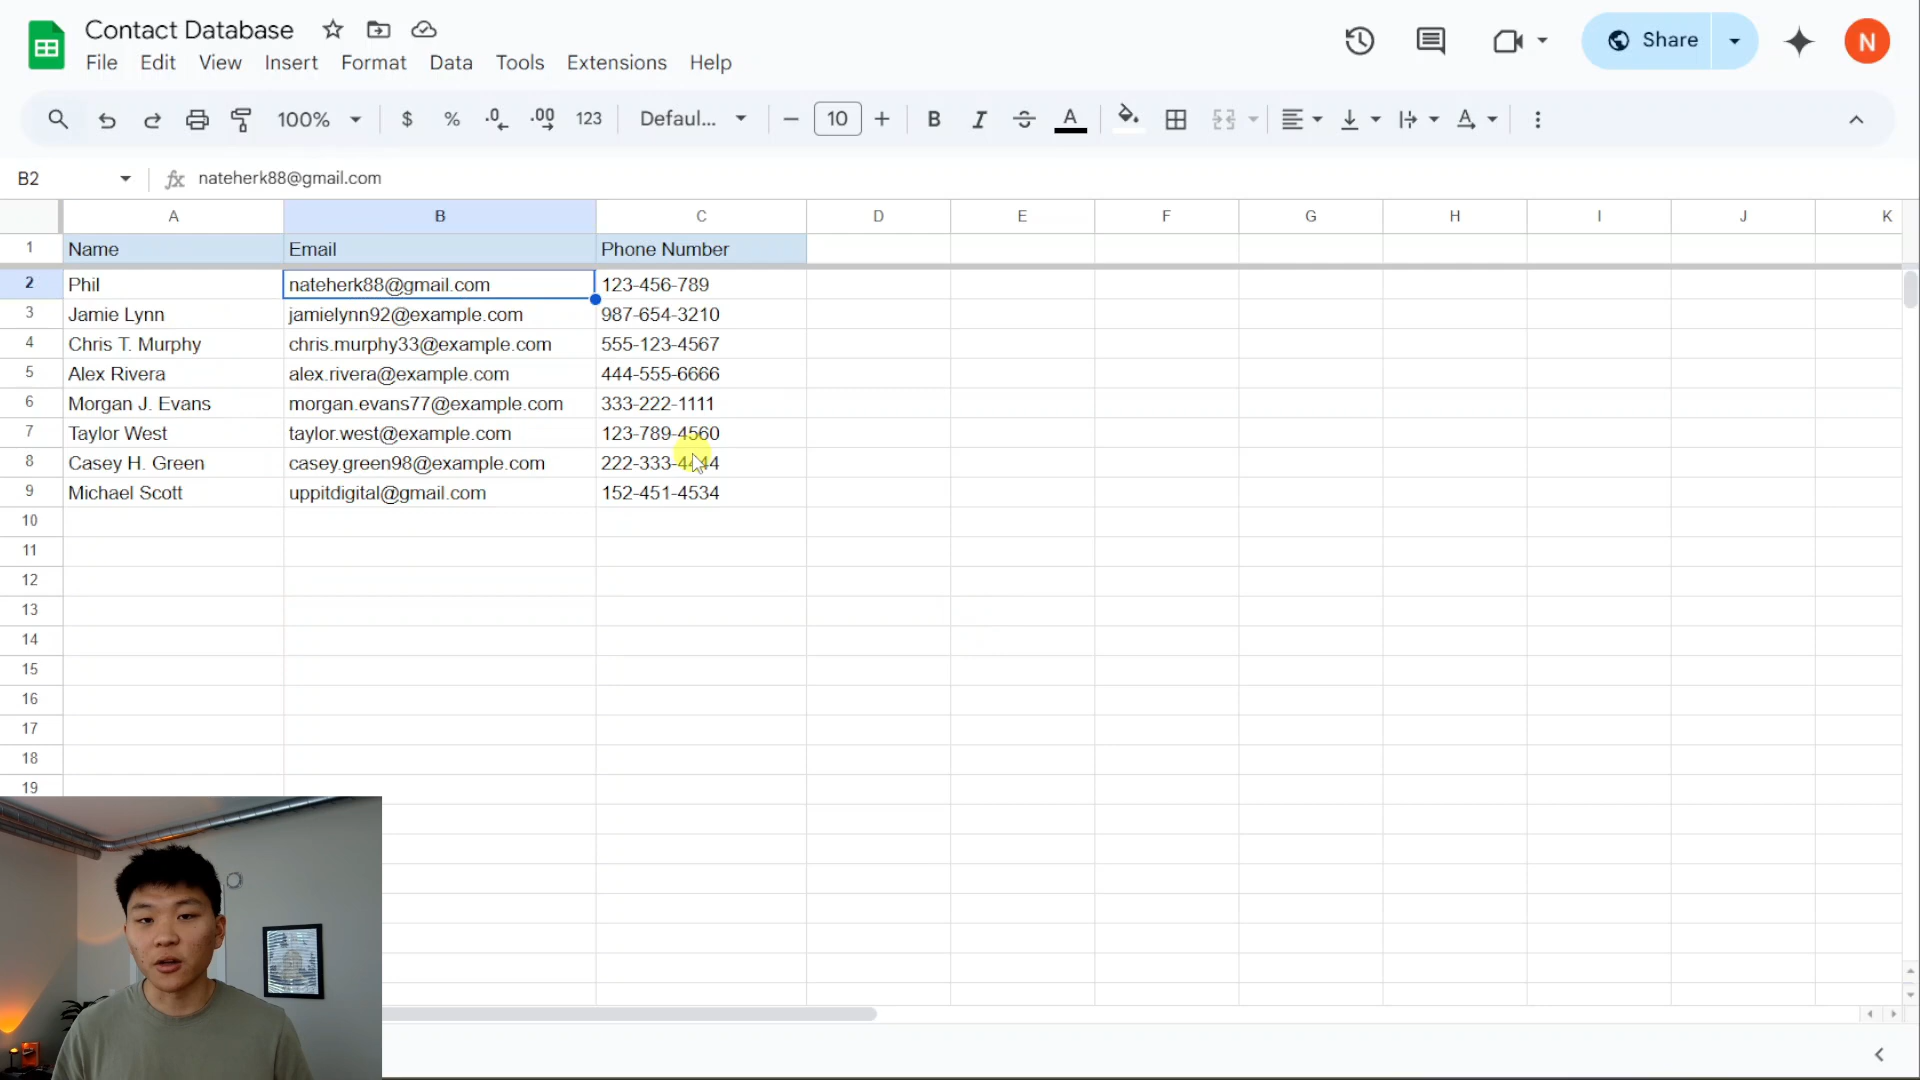 Contact Database
File Edit View Insert Format Data Tools Extensions Help
Share
N
100% $ % .0 .00 123 Defaul... 10 B I A A
B2 fx nateherk88@gmail.com
A B C D E F G H I J K
1 Name Email Phone Number
2 Phil nateherk88@gmail.com 123-456-789
3 Jamie Lynn jamielynn92@example.com 987-654-3210
4 Chris T. Murphy chris.murphy33@example.com 555-123-4567
5 Alex Rivera alex.rivera@example.com 444-555-6666
6 Morgan J. Evans morgan.evans77@example.com 333-222-1111
7 Taylor West taylor.west@example.com 123-789-4560
8 Casey H. Green casey.green98@example.com 222-333-4444
9 Michael Scott uppitdigital@gmail.com 152-451-4534
10
11
12
13
14
15
16
17
18
19